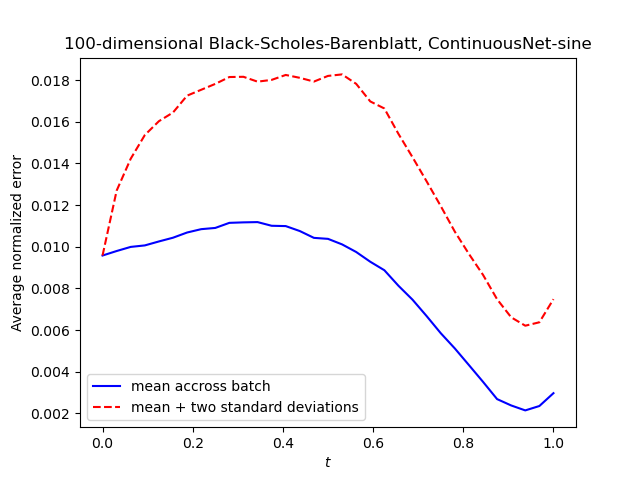 100-dimensional Black-Scholes-Barenblatt, ContinuousNet-sine
Average normalized error
0.018
0.016
0.014
0.012
0.010
0.008
0.006
0.004
0.002
mean accross batch
mean + two standard deviations
0.0 0.2 0.4 0.6 0.8 1.0
t